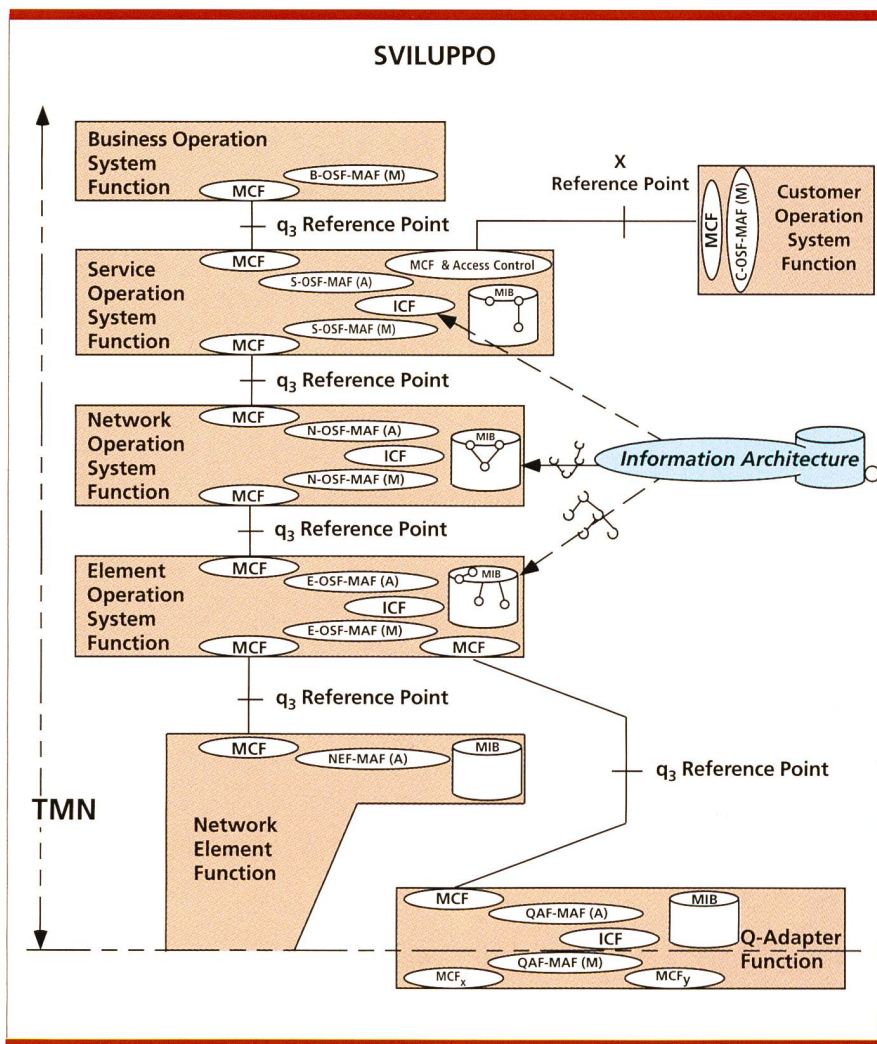 SVILUPPO
Business Operation
System
Function
B-OSF-MAF (M)
MCF
q3 Reference Point
X
Reference Point
MCF
C-OSF-MAF (M)
Customer
Operation
System
Function
Service
Operation
System
Function
MCF
MCF & Access Control
S-OSF-MAF (A)
ICF
MIB
S-OSF-MAF (M)
MCF
q3 Reference Point
Network
Operation
System
Function
MCF
N-OSF-MAF (A)
ICF
MIB
N-OSF-MAF (M)
MCF
Information Architecture
q3 Reference Point
Element
Operation
System
Function
MCF
E-OSF-MAF (A)
ICF
MIB
E-OSF-MAF (M)
MCF
MCF
q3 Reference Point
MCF
NEF-MAF (A)
MIB
q3 Reference Point
TMN
Network
Element
Function
MCF
QAF-MAF (A)
ICF
MIB
QAF-MAF (M)
Q-Adapter
Function
MCFx
MCFy